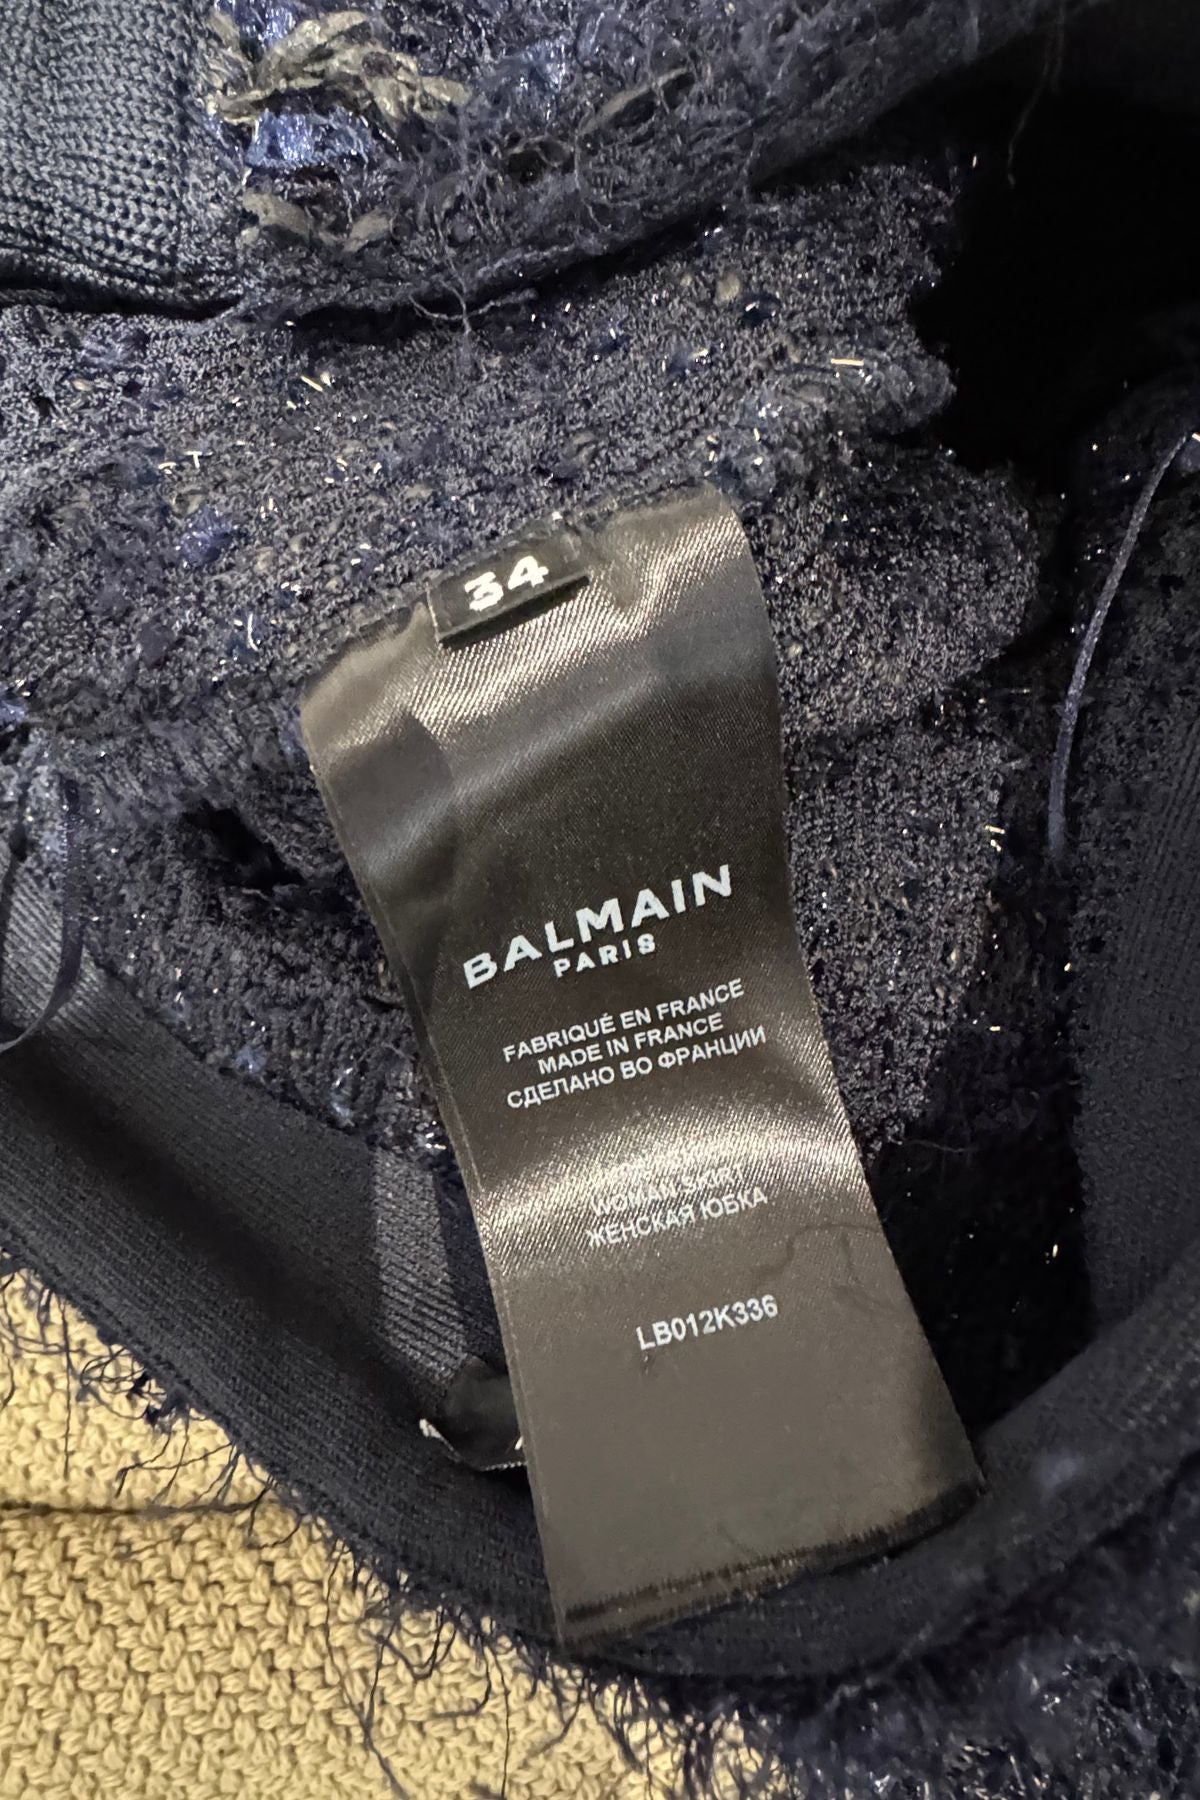 34
BALMAIN
PARIS
FABRIQUÉ EN FRANCE
MADE IN FRANCE
СДЕЛАНО ВО ФРАНЦИИ
WOMAN SKIRT
ЖЕНСКАЯ ЮБКА
LB012K336